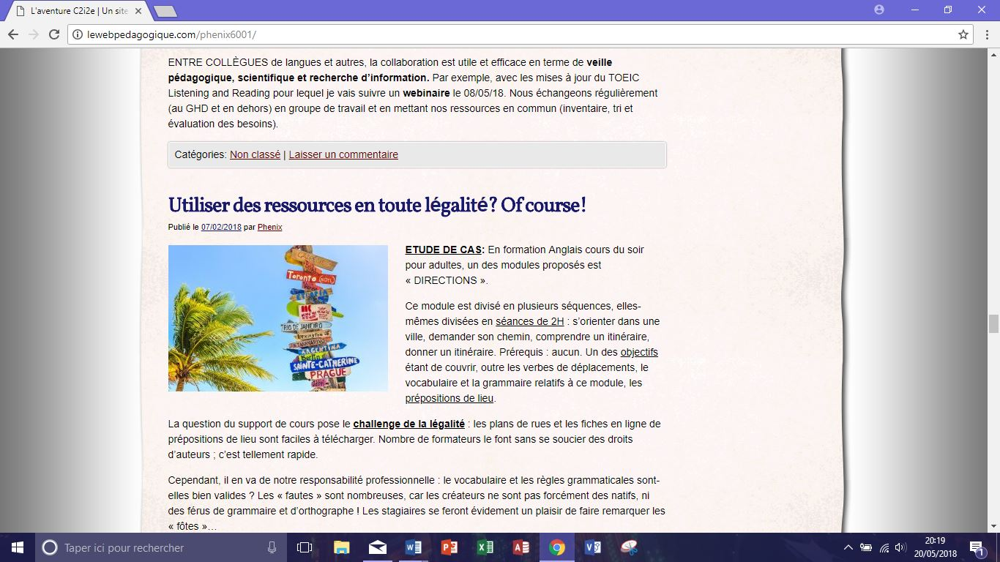 L'aventure C2i2e | Un site
lewebpedagogique.com/phenix6001/
ENTRE COLLÈGUES de langues et autres, la collaboration est utile et efficace en terme de veille
pédagogique, scientifique et recherche d'information. Par exemple, avec les mises à jour du TOEIC
Listening and Reading pour lequel je vais suivre un webinaire le 08/05/18. Nous échangeons régulièrement
(au GHD et en dehors) en groupe de travail et en mettant nos ressources en commun (inventaire, tri et
évaluation des besoins).
Catégories: Non classé | Laisser un commentaire
Utiliser des ressources en toute légalité? Of course!
Publié le 07/02/2018 par Phenix
Toronto (NOTL)
RIO DE JANEIRO
Lexington
ANTANANARIVO
ARGENTINA
Berlin
SAINTE-CATHERINE
PRAGUE
ETUDE DE CAS: En formation Anglais cours du soir
pour adultes, un des modules proposés est
« DIRECTIONS ».
Ce module est divisé en plusieurs séquences, elles-
mêmes divisées en séances de 2H : s'orienter dans une
ville, demander son chemin, comprendre un itinéraire,
donner un itinéraire. Prérequis : aucun. Un des objectifs
étant de couvrir, outre les verbes de déplacements, le
vocabulaire et la grammaire relatifs à ce module, les
prépositions de lieu.
La question du support de cours pose le challenge de la légalité : les plans de rues et les fiches en ligne de
prépositions de lieu sont faciles à télécharger. Nombre de formateurs le font sans se soucier des droits
d'auteurs ; c'est tellement rapide.
Cependant, il en va de notre responsabilité professionnelle : le vocabulaire et les règles grammaticales sont-
elles bien valides ? Les « fautes » sont nombreuses, car les créateurs ne sont pas forcément des natifs, ni
des férus de grammaire et d'orthographe ! Les stagiaires se feront évidement un plaisir de faire remarquer les
« fôtes »…
Taper ici pour rechercher
20:19
20/05/2018
1